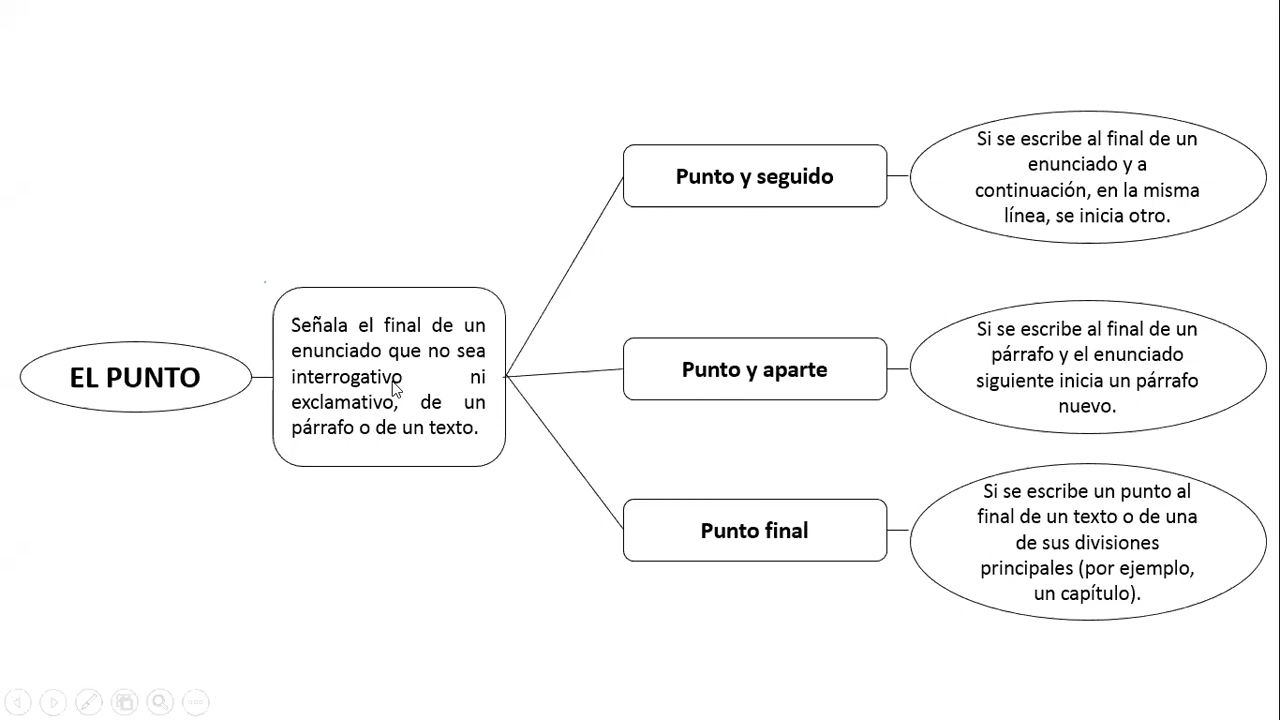 EL PUNTO
Señala el final de un
enunciado que no sea
interrogativo ni
exclamativo, de un
párrafo o de un texto.
Punto y seguido
Si se escribe al final de un
enunciado y a
continuación, en la misma
línea, se inicia otro.
Punto y aparte
Si se escribe al final de un
párrafo y el enunciado
siguiente inicia un párrafo
nuevo.
Punto final
Si se escribe un punto al
final de un texto o de una
de sus divisiones
principales (por ejemplo,
un capítulo).